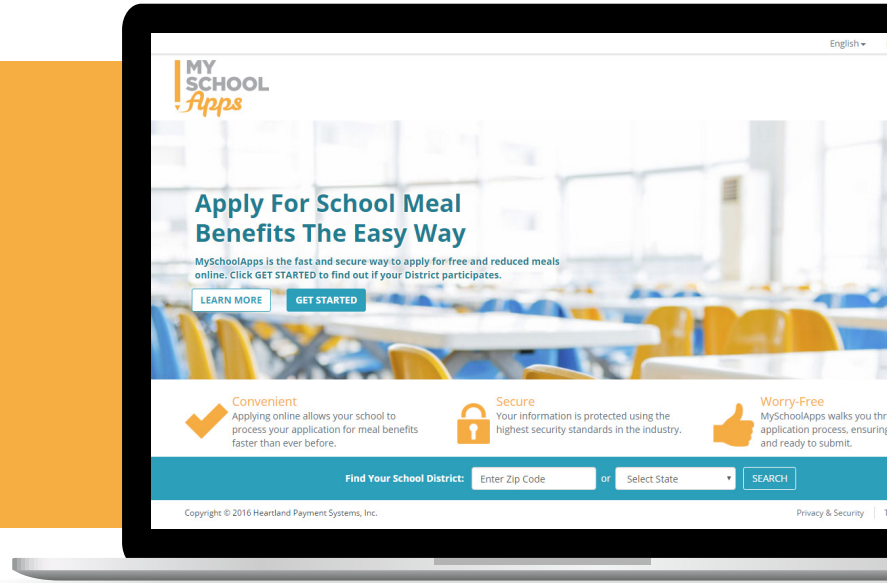 English
MY
SCHOOL
Apps
Apply For School Meal
Benefits The Easy Way
MySchoolApps is the fast and secure way to apply for free and reduced meals
online. Click GET STARTED to find out if your District participates.
LEARN MORE
GET STARTED
Convenient
Applying online allows your school to
process your application for meal benefits
faster than ever before.
Secure
Your information is protected using the
highest security standards in the industry.
Worry-Free
MySchoolApps walks you
application process, ensuring
and ready to submit.
Find Your School District: Enter Zip Code or Select State SEARCH
Copyright © 2016 Heartland Payment Systems, Inc.
Privacy & Security